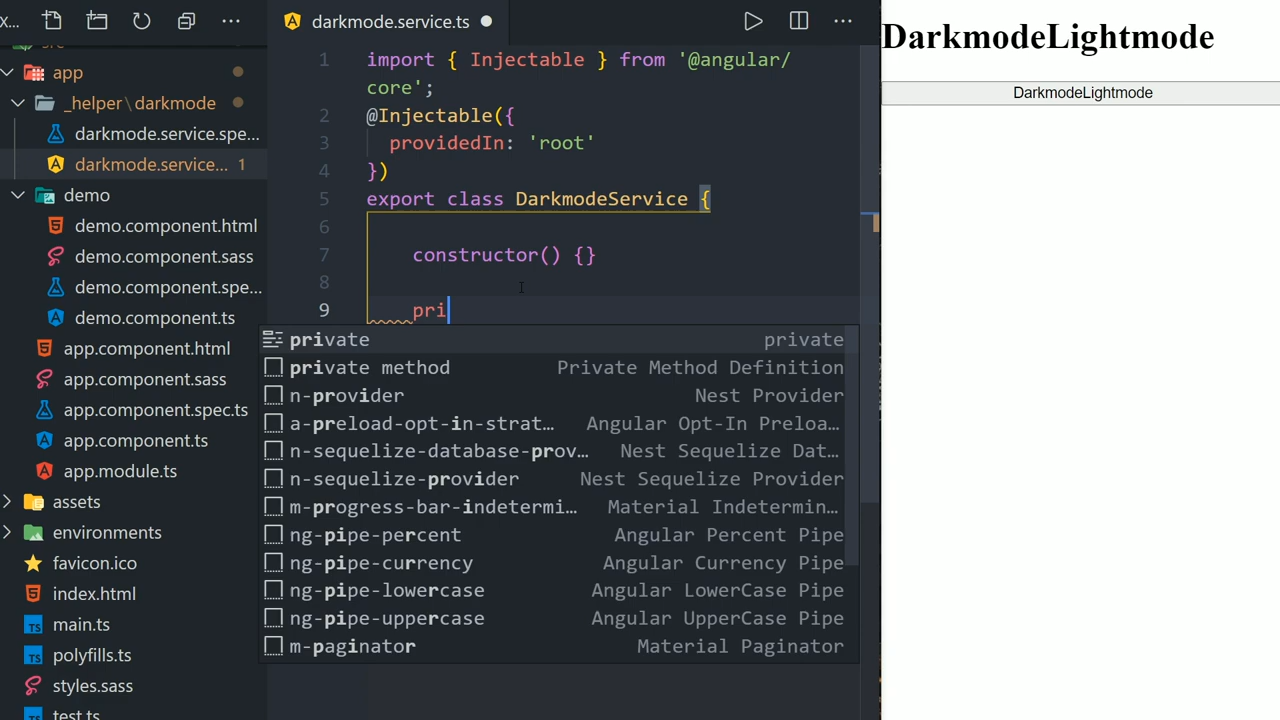 x...
darkmode.service.ts
src
app
_helper\darkmode
darkmode.service.spe...
darkmode.service... 1
demo
demo.component.html
demo.component.sass
demo.component.spe...
demo.component.ts
app.component.html
app.component.sass
app.component.spec.ts
app.component.ts
app.module.ts
assets
environments
favicon.ico
index.html
main.ts
polyfills.ts
styles.sass
test.ts
1 import { Injectable } from '@angular/
core';
2 @Injectable({
3 providedIn: 'root'
4 })
5 export class DarkmodeService {
6
7 constructor() {}
8
9 pri
private private
private method Private Method Definition
n-provider Nest Provider
a-preload-opt-in-strat... Angular Opt-In Preloa...
n-sequelize-database-prov... Nest Sequelize Dat...
n-sequelize-provider Nest Sequelize Provider
m-progress-bar-indetermi... Material Indetermin...
ng-pipe-percent Angular Percent Pipe
ng-pipe-currency Angular Currency Pipe
ng-pipe-lowercase Angular LowerCase Pipe
ng-pipe-uppercase Angular UpperCase Pipe
m-paginator Material Paginator
DarkmodeLightmode
DarkmodeLightmode